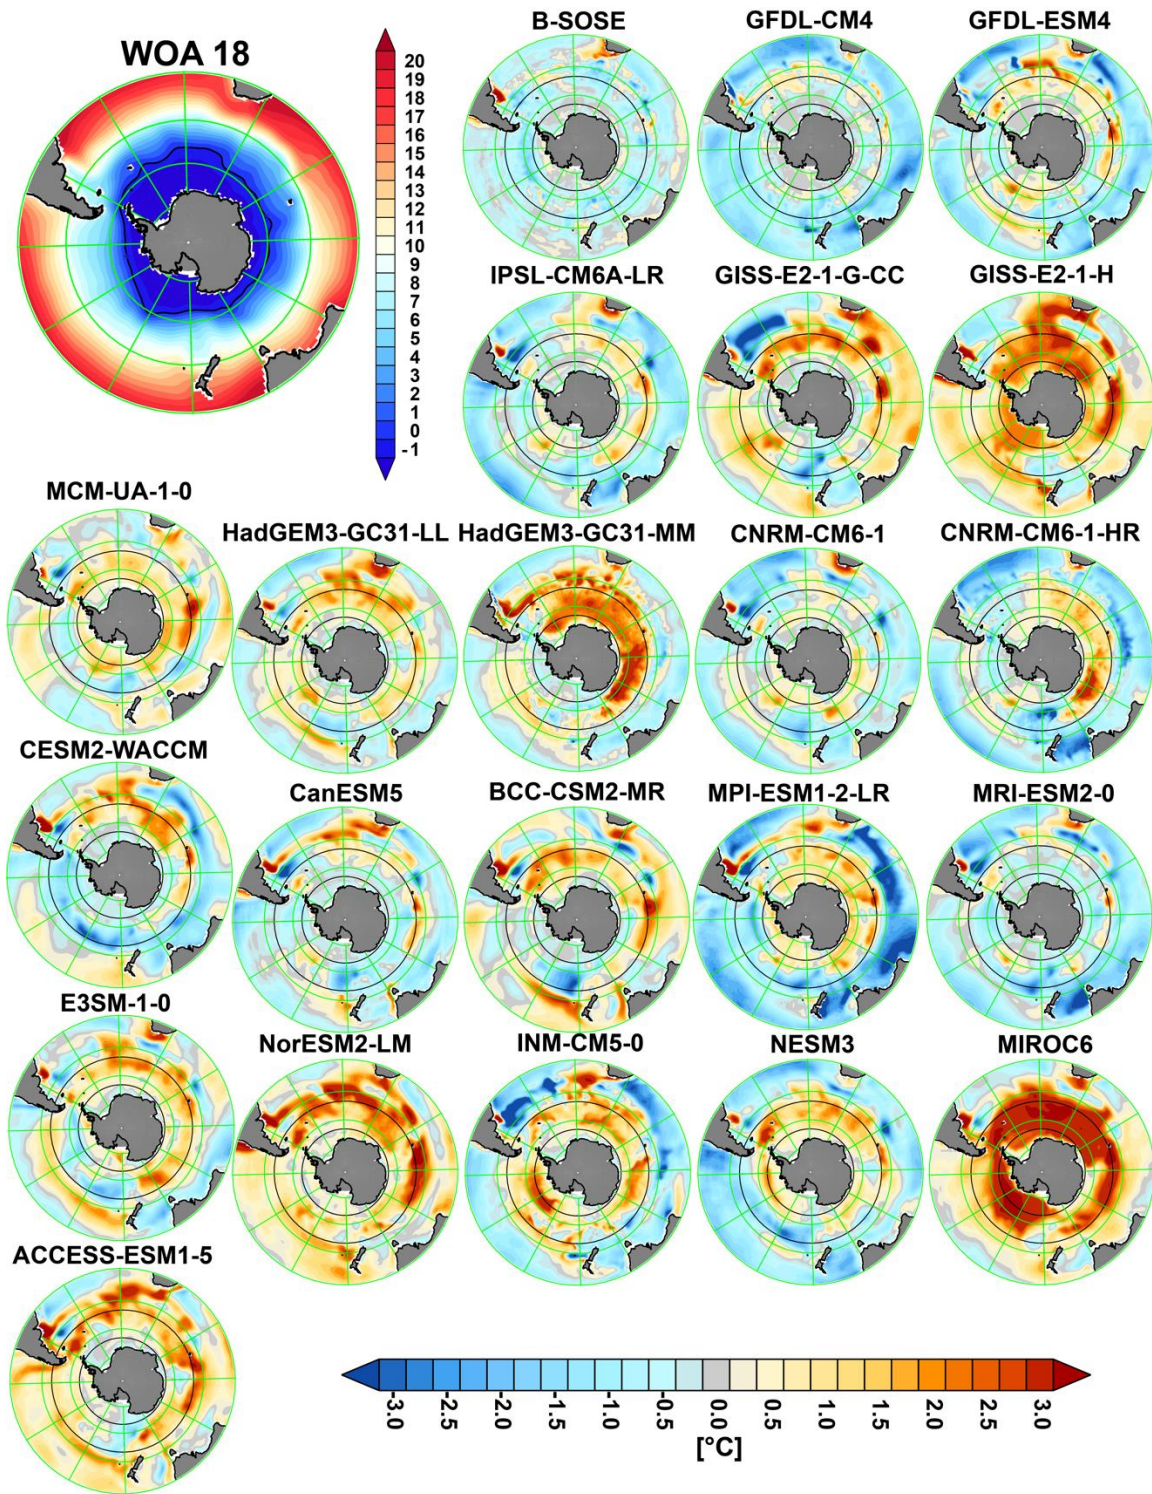 B-SOSE GFDL-CM4 GFDL-ESM4
WOA 18
20
19
18
17
16
15
14
13
12
11
10
9
8
7
6
5
4
3
2
1
0
-1
IPSL-CM6A-LR GISS-E2-1-G-CC GISS-E2-1-H
MCM-UA-1-0
HadGEM3-GC31-LL HadGEM3-GC31-MM CNRM-CM6-1 CNRM-CM6-1-HR
CESM2-WACCM
CanESM5 BCC-CSM2-MR MPI-ESM1-2-LR MRI-ESM2-0
E3SM-1-0
NorESM2-LM INM-CM5-0 NESM3 MIROC6
ACCESS-ESM1-5
-3.0 -2.5 -2.0 -1.5 -1.0 -0.5 0.0 0.5 1.0 1.5 2.0 2.5 3.0
[°C]